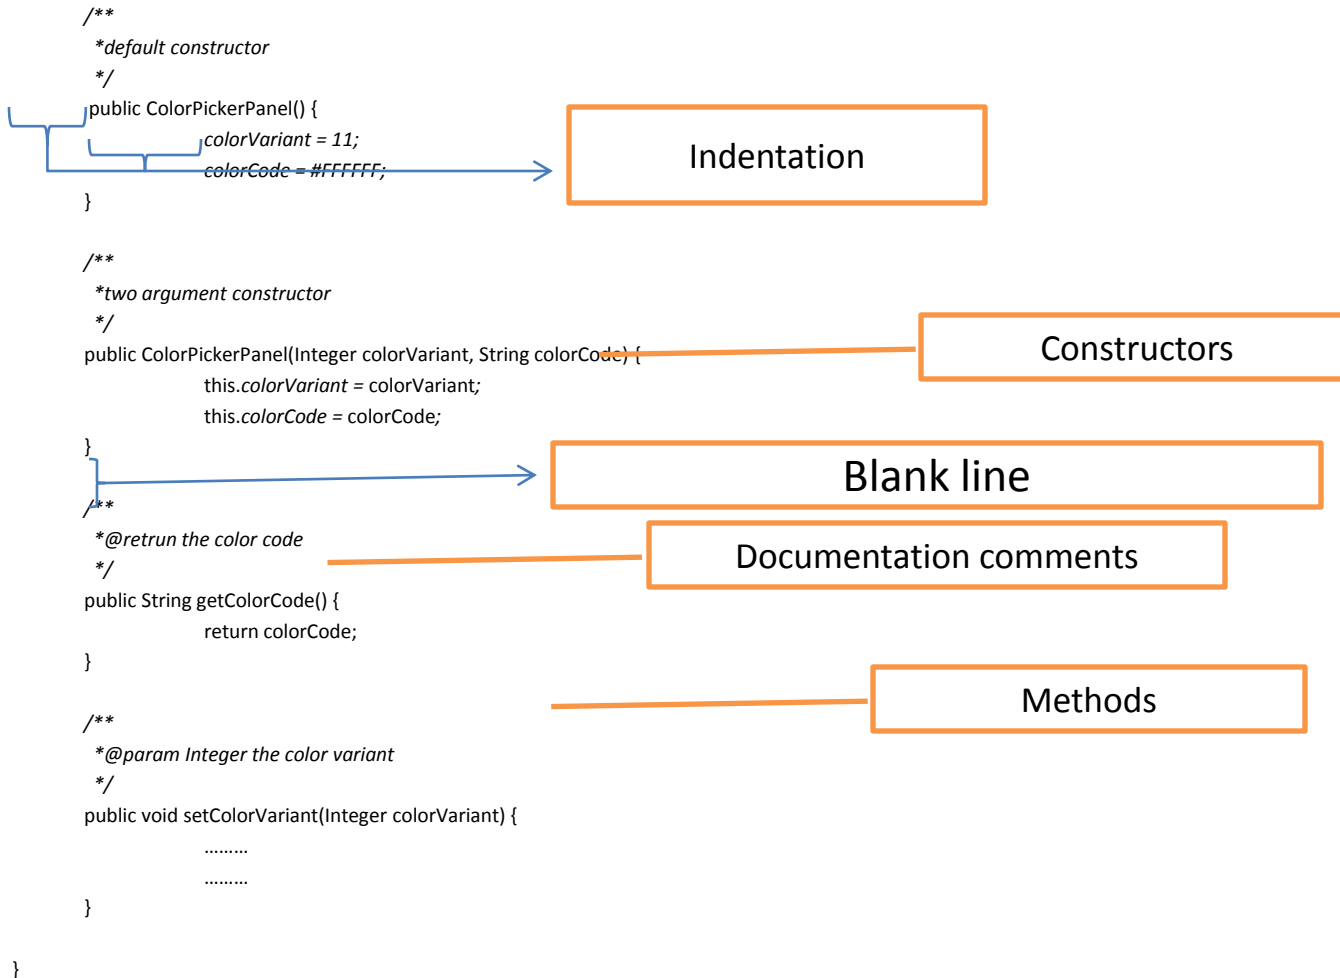 /**
*default constructor
*/
public ColorPickerPanel() {
colorVariant = 11;
Indentation
colorCode = #FFFFFF;
}
/**
*two argument constructor
*/
Constructors
public ColorPickerPanel(Integer colorVariant, String colorCode) {
this.colorVariant = colorVariant;
this.colorCode = colorCode;
}
Blank line
/**
*@retrun the color code
Documentation comments
*/
public String getColorCode() {
return colorCode;
}
Methods
/**
*@param Integer the color variant
*/
public void setColorVariant(Integer colorVariant) {
.........
.........
}
}